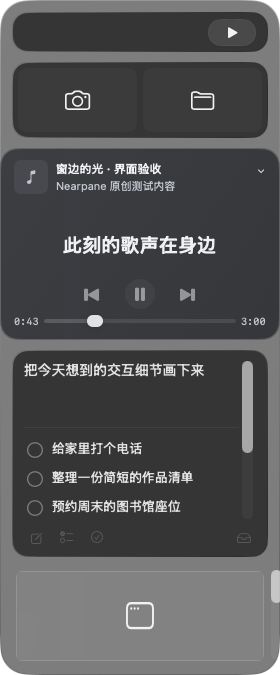 窗边的光 · 界面验收
Nearpane 原创测试内容
此刻的歌声在身边
0:43
3:00
把今天想到的交互细节画下来
给家里打个电话
整理一份简短的作品清单
预约周末的图书馆座位